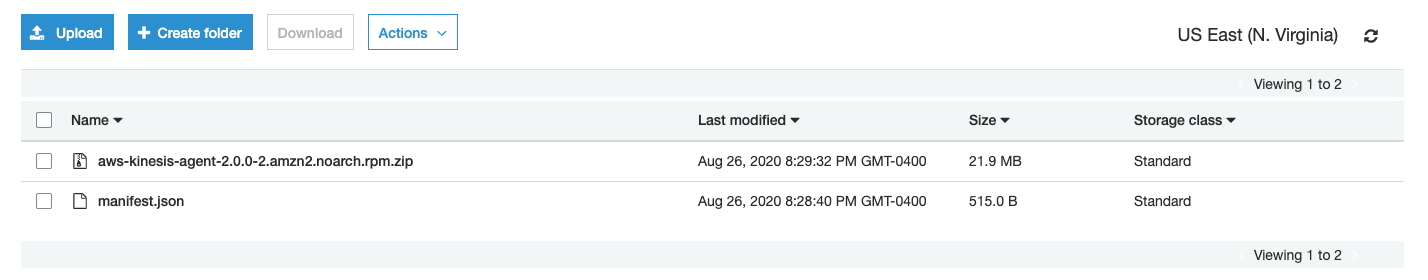 Upload Create folder Download Actions US East (N. Virginia)
Viewing 1 to 2
Name Last modified Size Storage class
aws-kinesis-agent-2.0.0-2.amzn2.noarch.rpm.zip Aug 26, 2020 8:29:32 PM GMT-0400 21.9 MB Standard
manifest.json Aug 26, 2020 8:28:40 PM GMT-0400 515.0 B Standard
Viewing 1 to 2